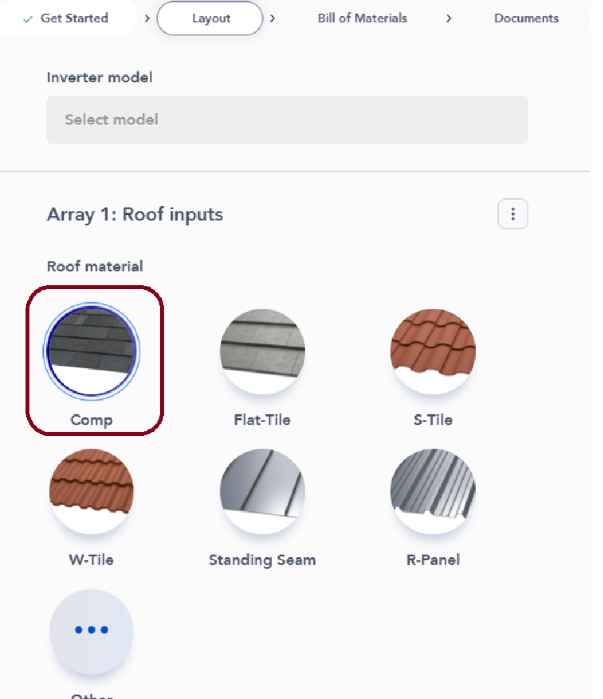 Get Started
Layout
Bill of Materials
Documents
Inverter model
Select model
Array 1: Roof inputs
Roof material
Comp
Flat-Tile
S-Tile
W-Tile
Standing Seam
R-Panel
Other